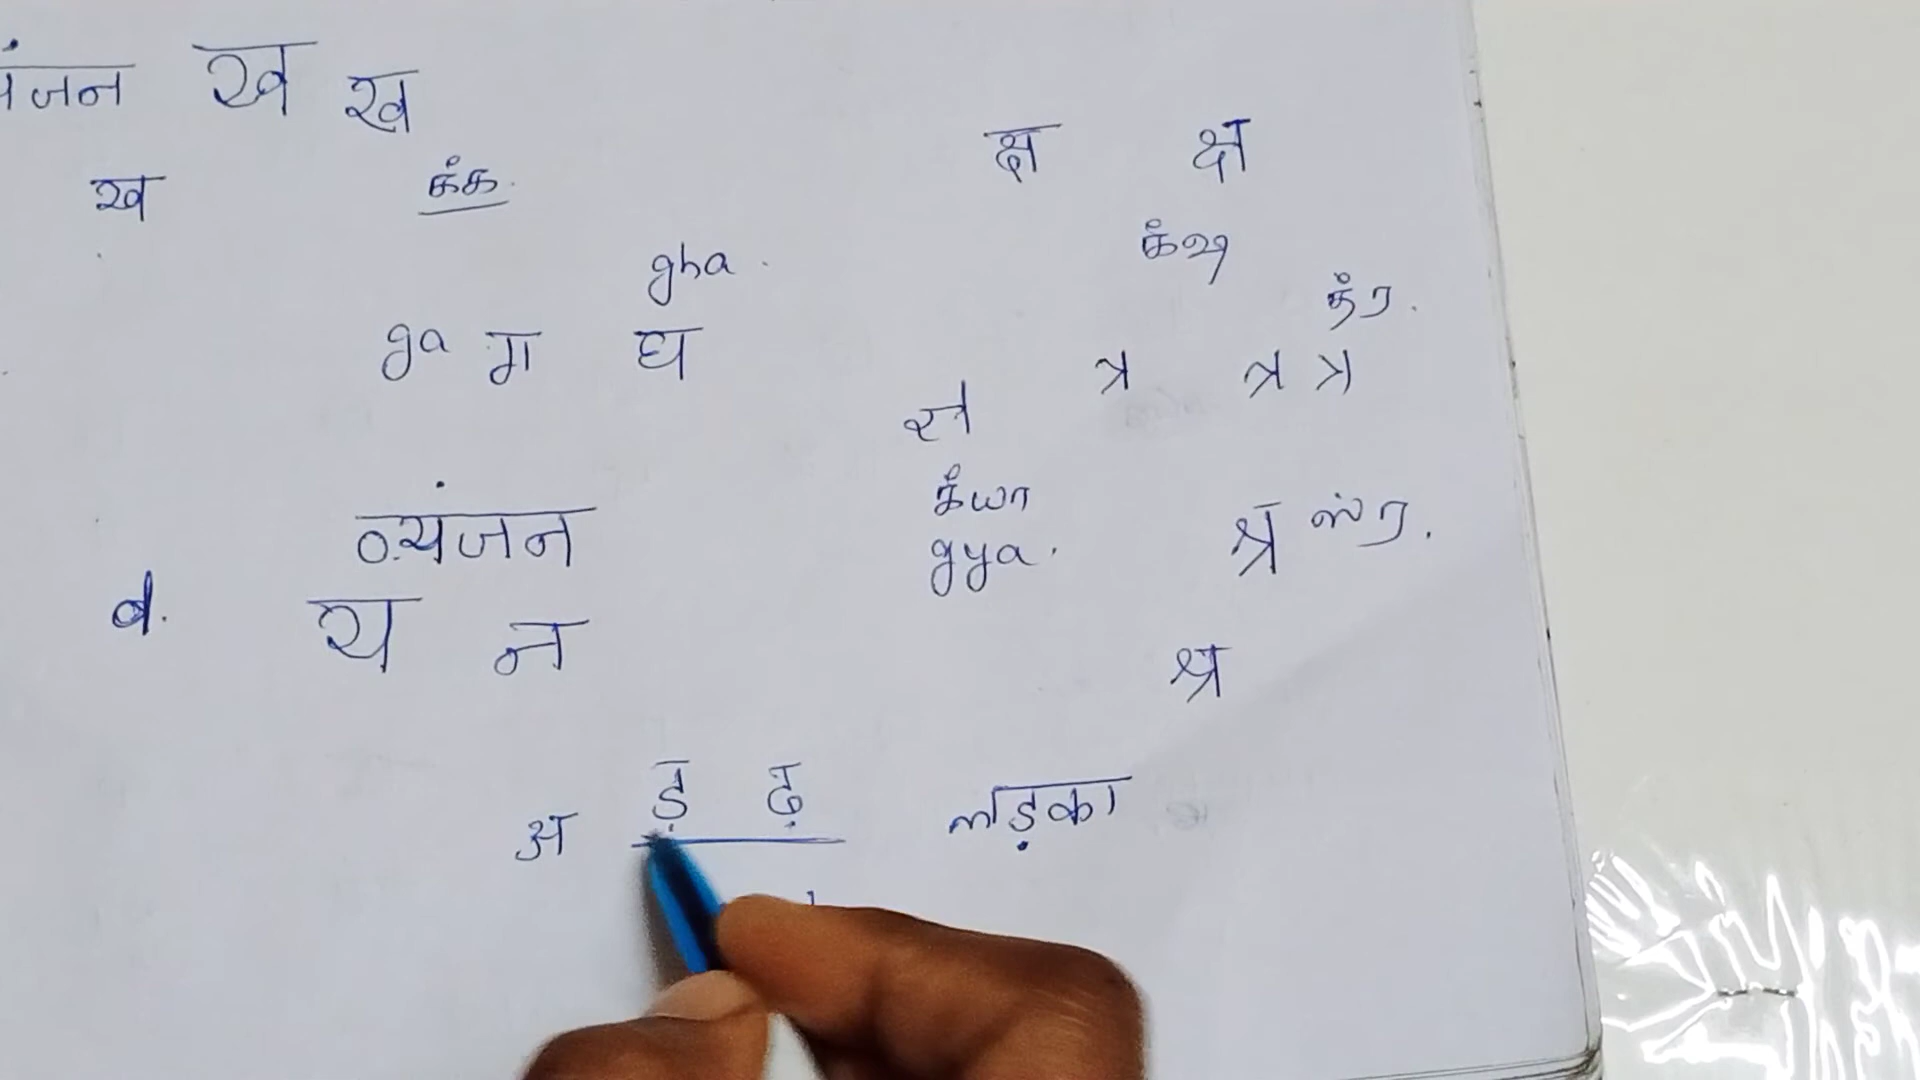 ंजन ख ख
क्ष क्ष
ख க்க.
க்ஷ
gha.
த்ர.
ga ग घ
त्र त्र त्र
க்யா
व्यंजन
श्र ஸ்ர.
gya.
य न
श्र
ड़ ढ़ लड़का
अ